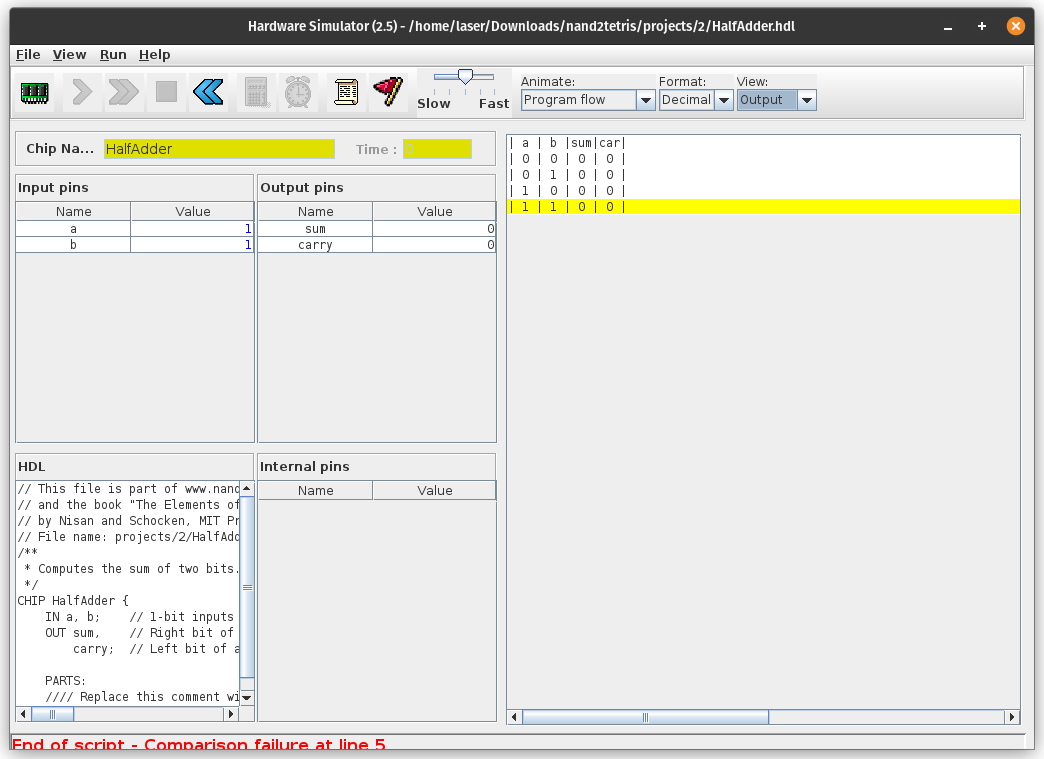 Hardware Simulator (2.5) - /home/laser/Downloads/nand2tetris/projects/2/HalfAdder.hdl
File View Run Help
Slow Fast
Animate: Format: View:
Program flow Decimal Output
Chip Na... HalfAdder Time : 0
Input pins
Name Value
a 1
b 1
Output pins
Name Value
sum 0
carry 0
HDL
// This file is part of www.nand
// and the book "The Elements of
// by Nisan and Schocken, MIT Pr
// File name: projects/2/HalfAdd
/**
* Computes the sum of two bits.
*/
CHIP HalfAdder {
IN a, b; // 1-bit inputs
OUT sum, // Right bit of
carry; // Left bit of a
PARTS:
//// Replace this comment wi
Internal pins
Name Value
| a | b |sum|car|
| 0 | 0 | 0 | 0 |
| 0 | 1 | 0 | 0 |
| 1 | 0 | 0 | 0 |
| 1 | 1 | 0 | 0 |
End of script - Comparison failure at line 5